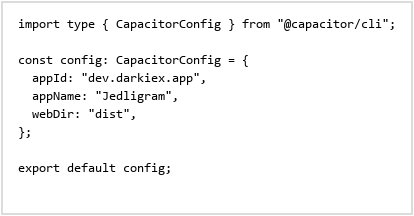 import type { CapacitorConfig } from "@capacitor/cli";

const config: CapacitorConfig = {
  appId: "dev.darkiex.app",
  appName: "Jedligram",
  webDir: "dist",
};

export default config;